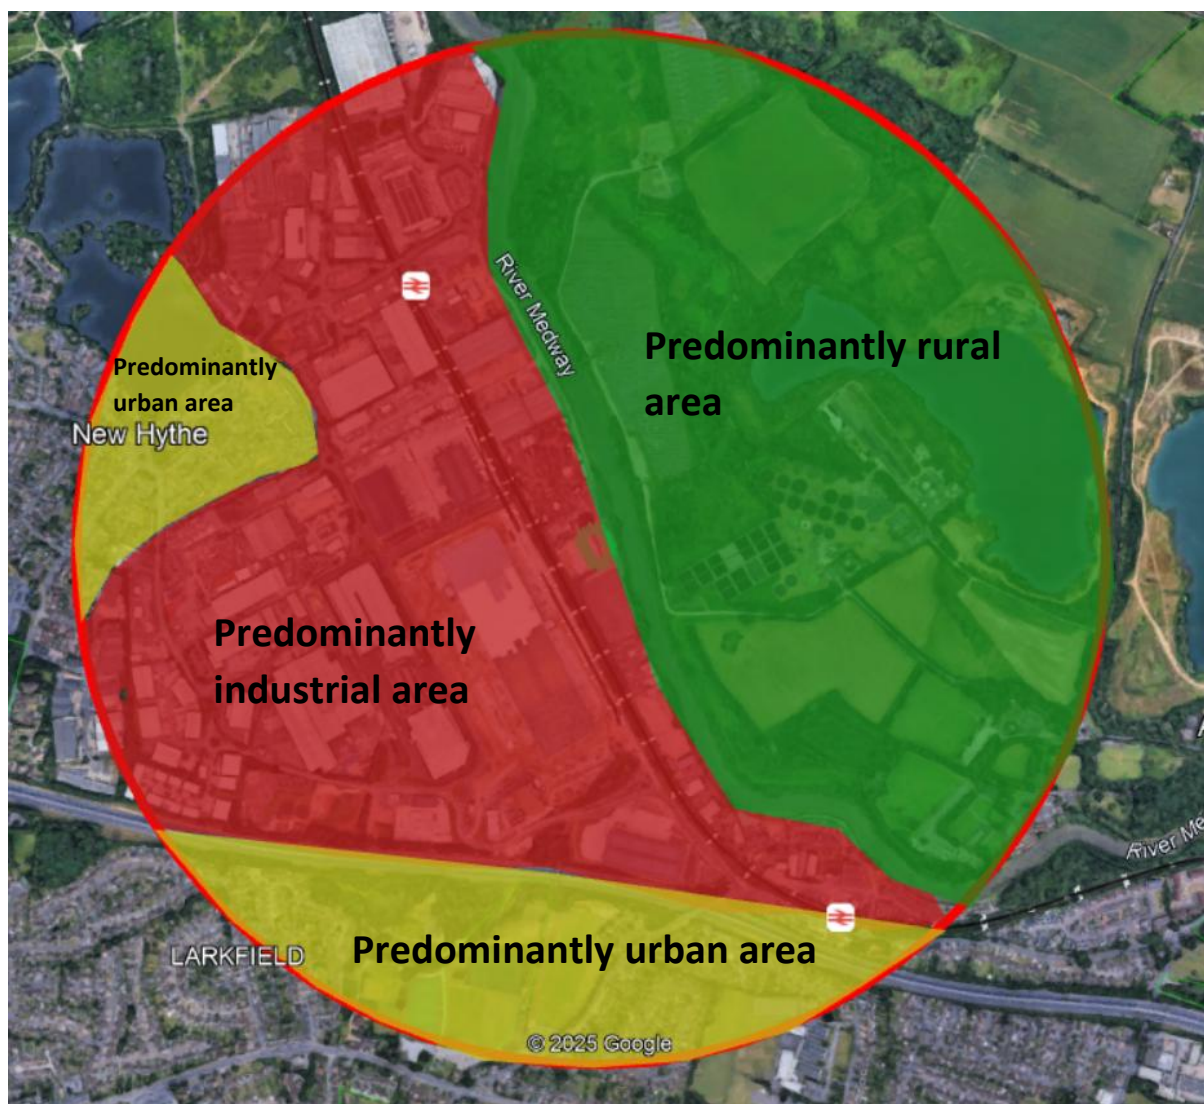 River Medway
Predominantly rural
area
Predominantly
urban area
New Hythe
Predominantly
industrial area
River Me
LARKFIELD
Predominantly urban area
© 2025 Google